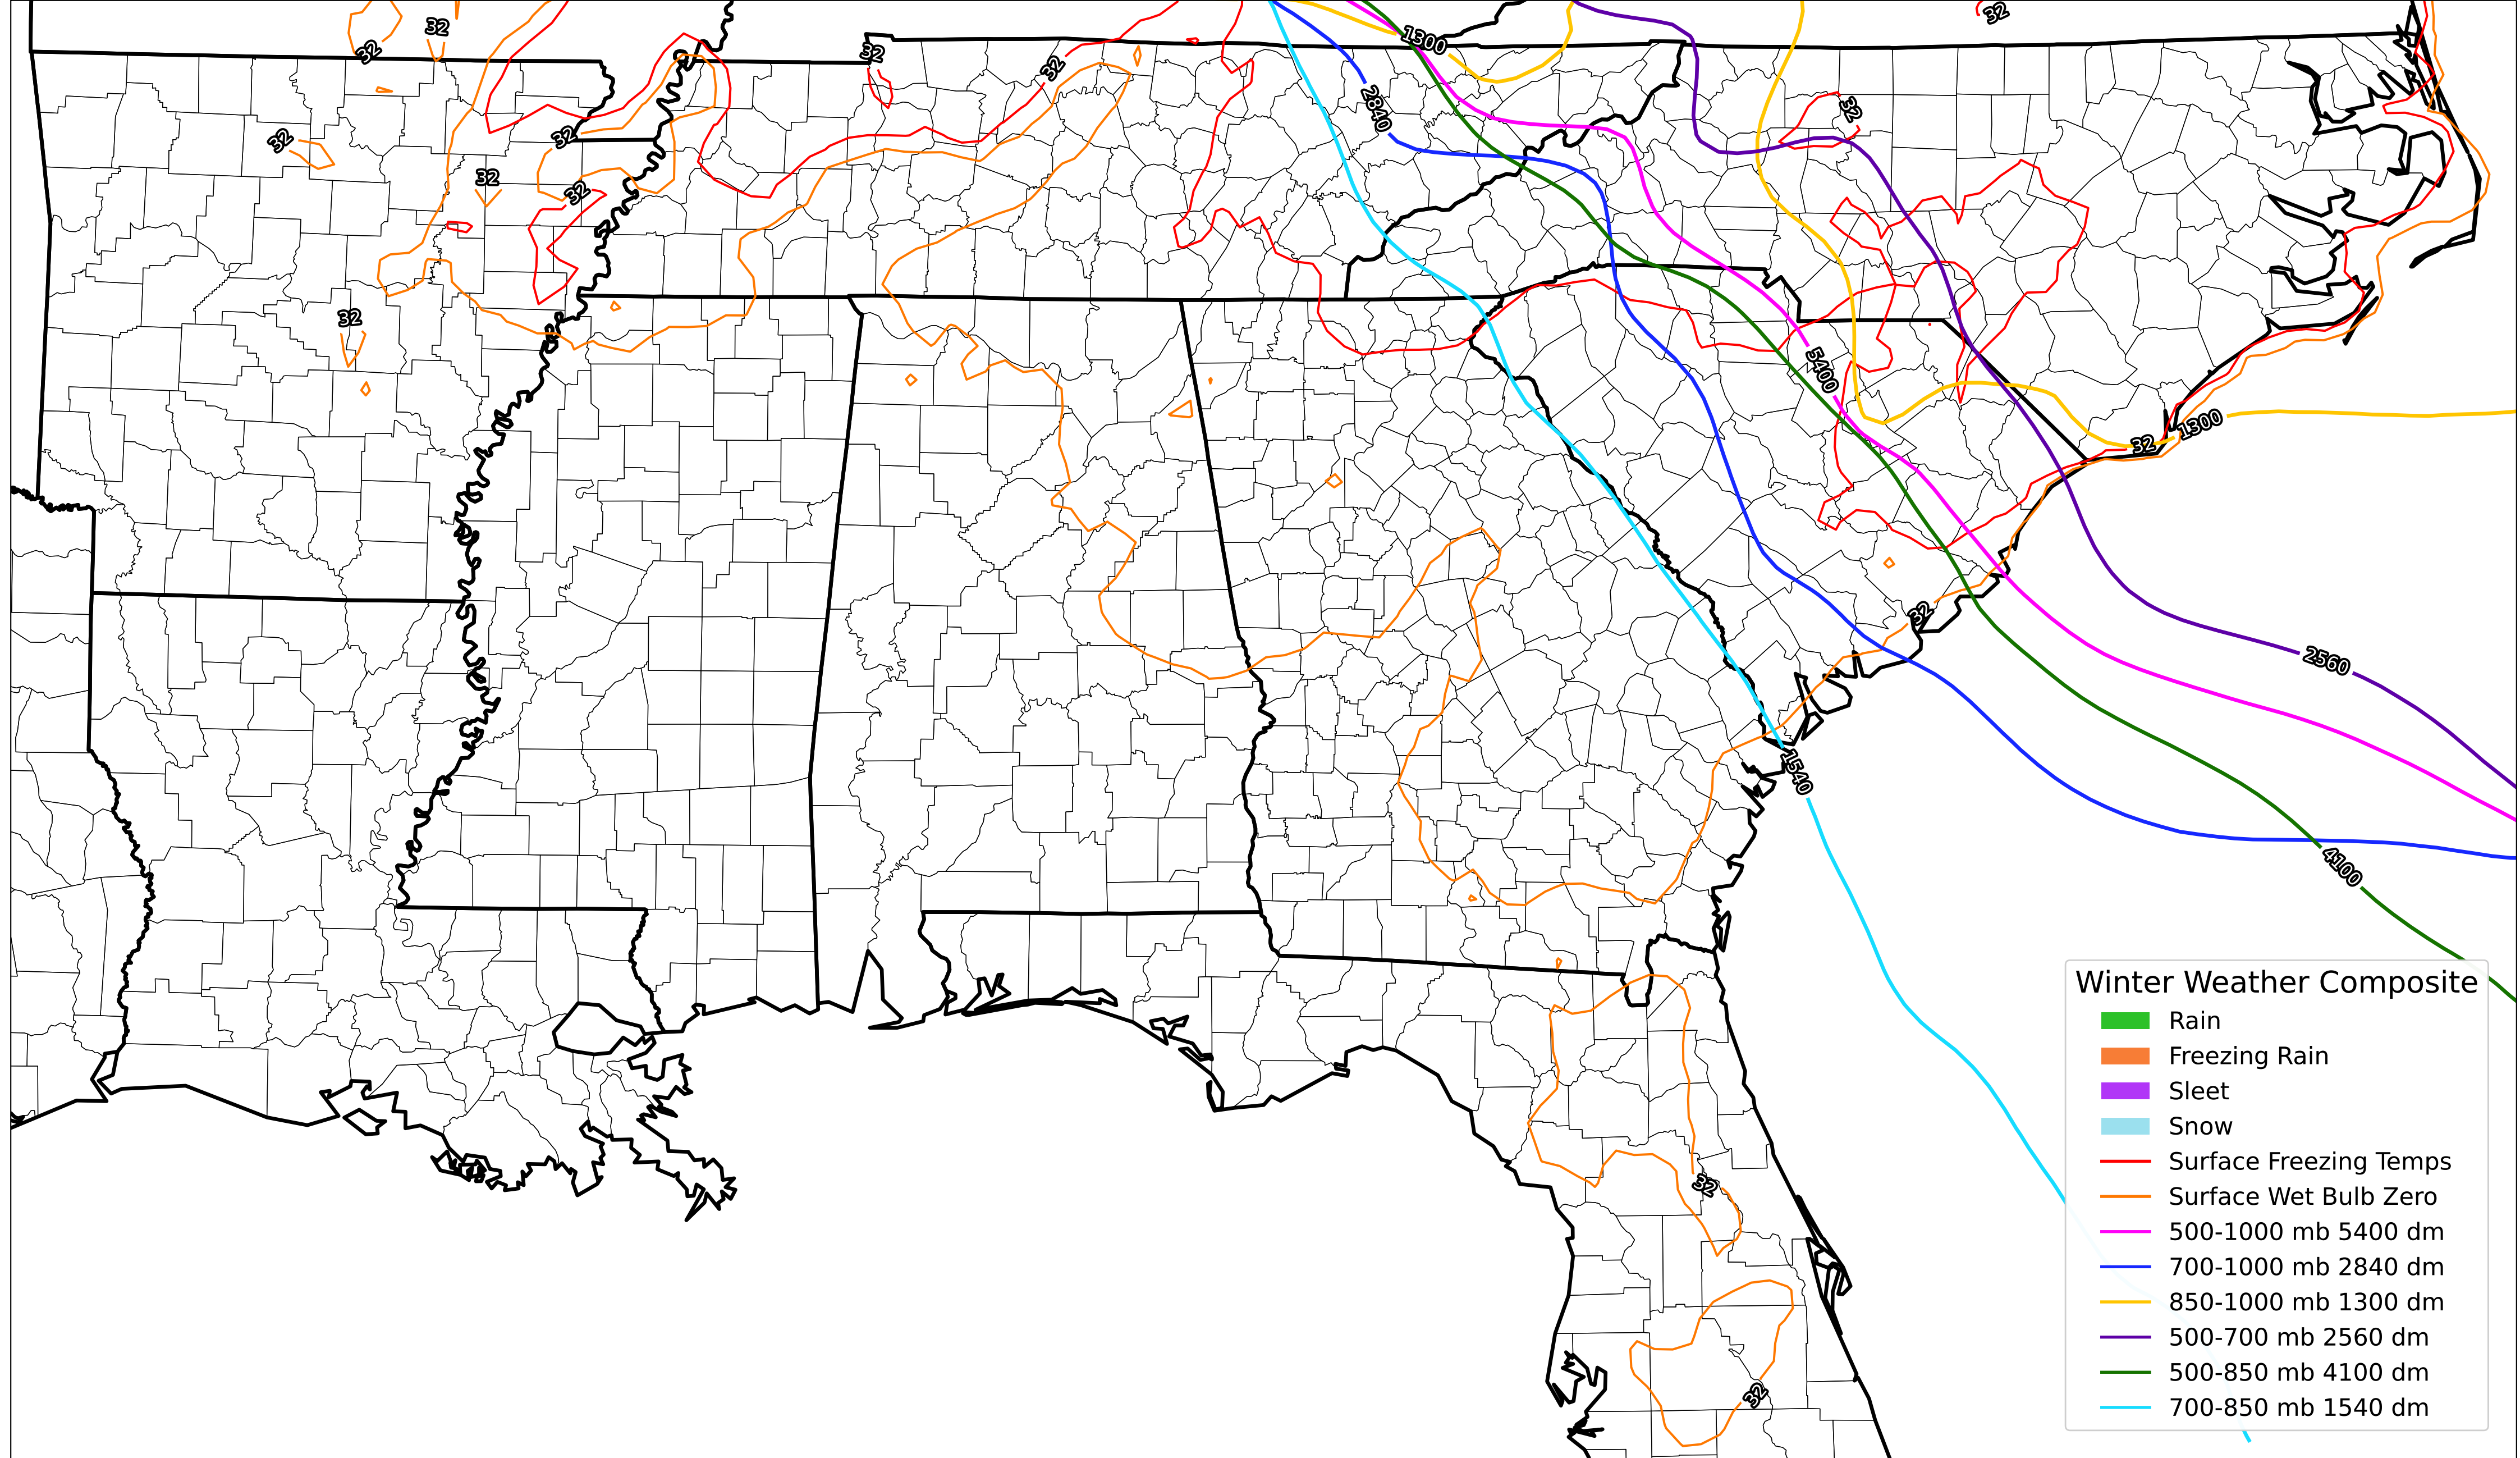 32
32
32
32
1300
32
32
2840
32
32
32
32
32
5400
1300
32
32
2560
1540
4100
32
32
Winter Weather Composite
Rain
Freezing Rain
Sleet
Snow
Surface Freezing Temps
Surface Wet Bulb Zero
500-1000 mb 5400 dm
700-1000 mb 2840 dm
850-1000 mb 1300 dm
500-700 mb 2560 dm
500-850 mb 4100 dm
700-850 mb 1540 dm